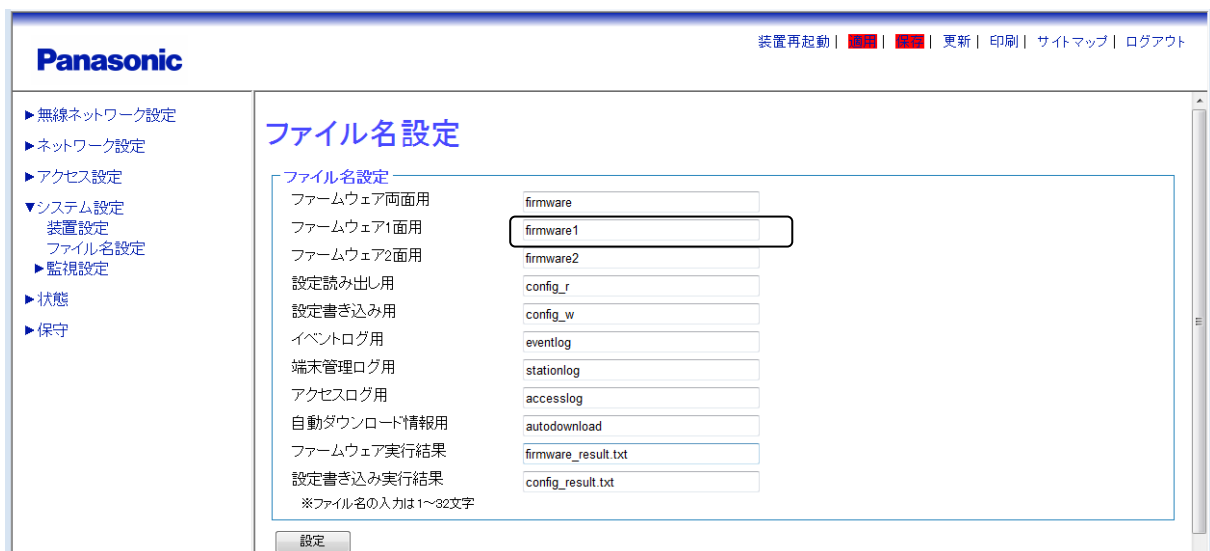 Panasonic
装置再起動| 適用| 保存| 更新| 印刷| サイトマップ| ログアウト
▶無線ネットワーク設定
▶ネットワーク設定
▶アクセス設定
▼システム設定
装置設定
ファイル名設定
▶監視設定
▶状態
▶保守
ファイル名設定
ファイル名設定
ファームウェア両面用 firmware
ファームウェア1面用 firmware1
ファームウェア2面用 firmware2
設定読み出し用 config_r
設定書き込み用 config_w
イベントログ用 eventlog
端末管理ログ用 stationlog
アクセスログ用 accesslog
自動ダウンロード情報用 autodownload
ファームウェア実行結果 firmware_result.txt
設定書き込み実行結果 config_result.txt
※ファイル名の入力は1～32文字
設定